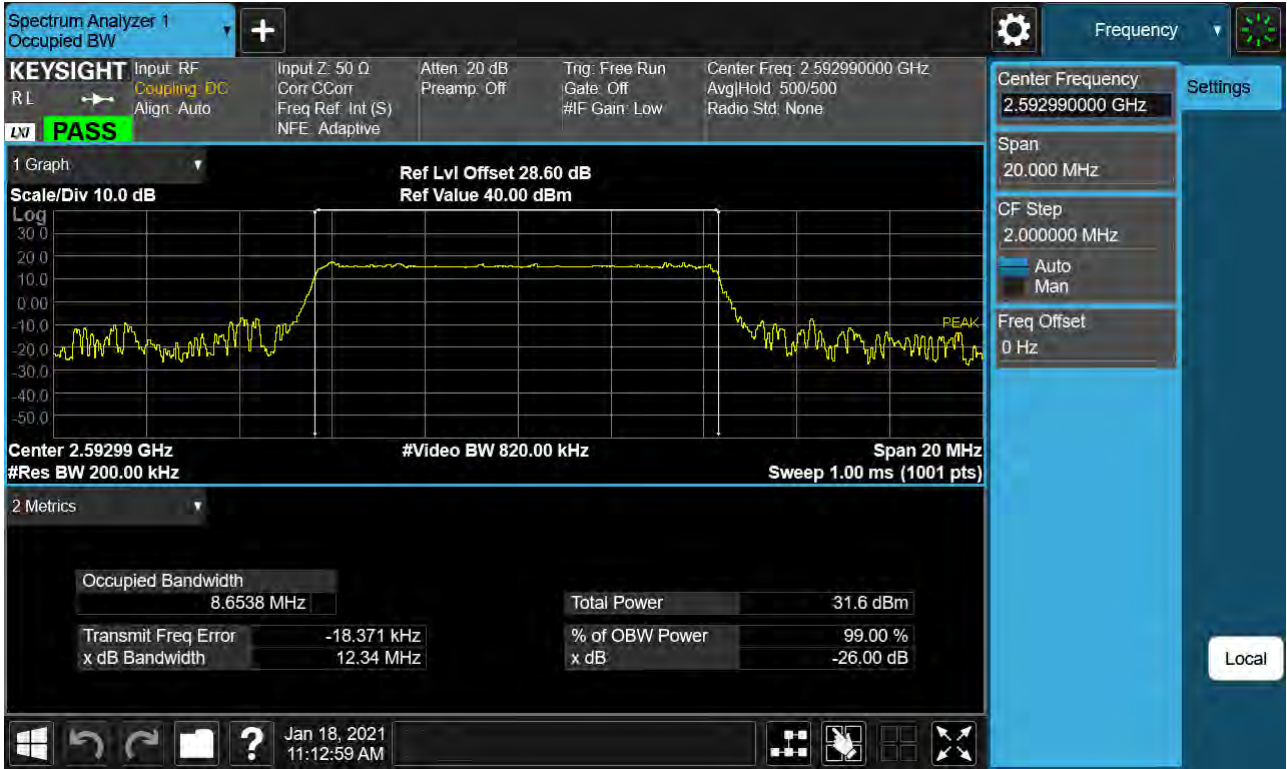 Spectrum Analyzer 1
Occupied BW
+
Frequency
KEYSIGHT
R L
LXI
PASS
Input: RF
Coupling: DC
Align: Auto
Input Z: 50 Ω
Corr CCorr
Freq Ref: Int (S)
NFE: Adaptive
Atten: 20 dB
Preamp: Off
Trig: Free Run
Gate: Off
#IF Gain: Low
Center Freq: 2.592990000 GHz
Avg|Hold: 500/500
Radio Std: None
Center Frequency
2.592990000 GHz
Settings
Span
20.000 MHz
CF Step
2.000000 MHz
Auto
Man
Freq Offset
0 Hz
Local
1 Graph
Scale/Div 10.0 dB
Ref Lvl Offset 28.60 dB
Ref Value 40.00 dBm
Log
30.0
20.0
10.0
0.00
-10.0
-20.0
-30.0
-40.0
-50.0
PEAK
Center 2.59299 GHz
#Video BW 820.00 kHz
Span 20 MHz
#Res BW 200.00 kHz
Sweep 1.00 ms (1001 pts)
2 Metrics
Occupied Bandwidth
8.6538 MHz
Total Power 31.6 dBm
Transmit Freq Error -18.371 kHz
% of OBW Power 99.00 %
x dB Bandwidth 12.34 MHz
x dB -26.00 dB
?
Jan 18, 2021
11:12:59 AM